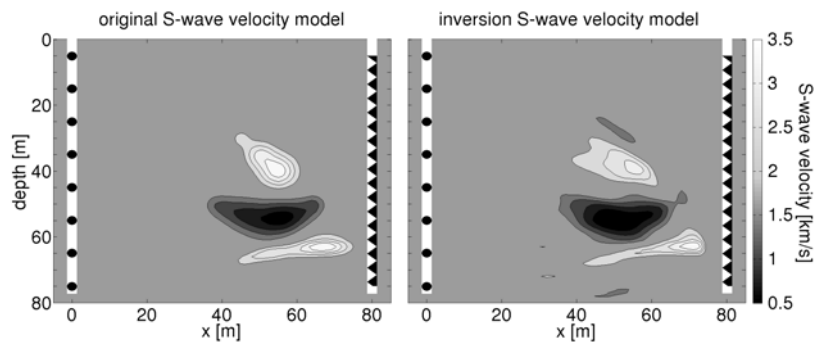 original S-wave velocity model
inversion S-wave velocity model
0
20
40
60
80
depth [m]
0 20 40 60 80
x [m]
0 20 40 60 80
x [m]
3.5
3
2.5
2
1.5
1
0.5
S-wave velocity [km/s]